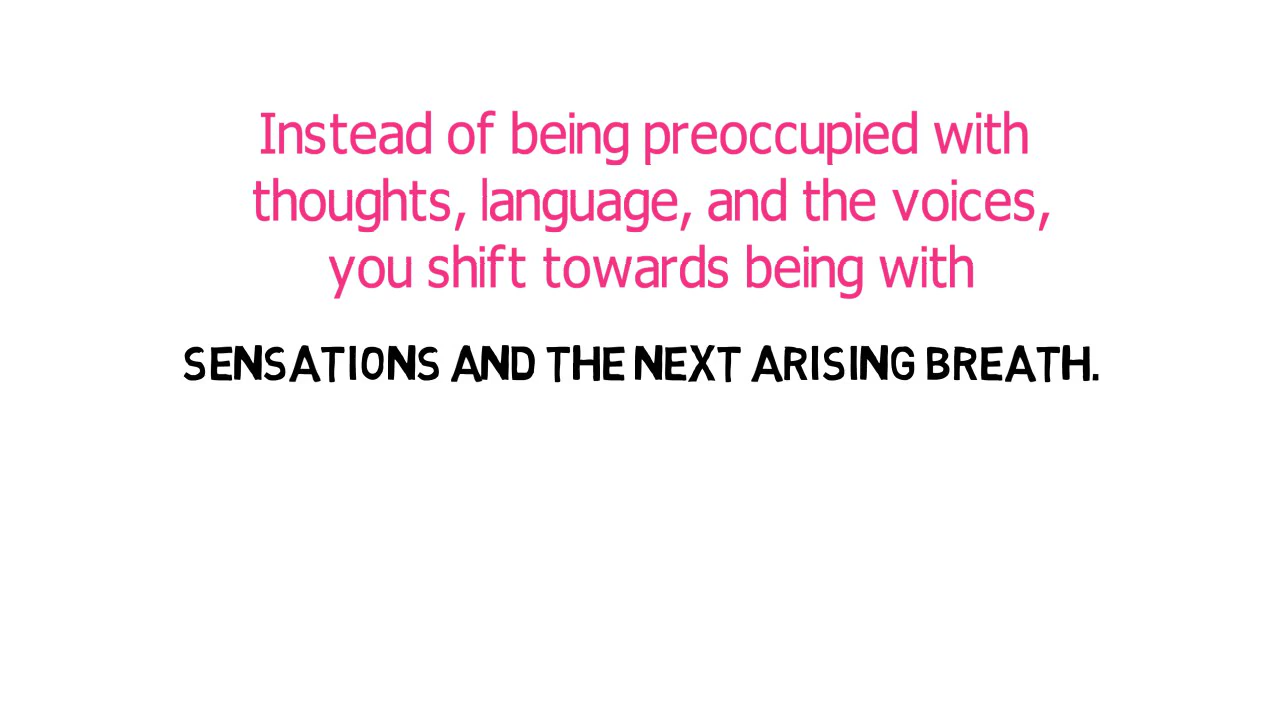 Instead of being preoccupied with
thoughts, language, and the voices,
you shift towards being with
SENSATIONS AND THE NEXT ARISING BREATH.